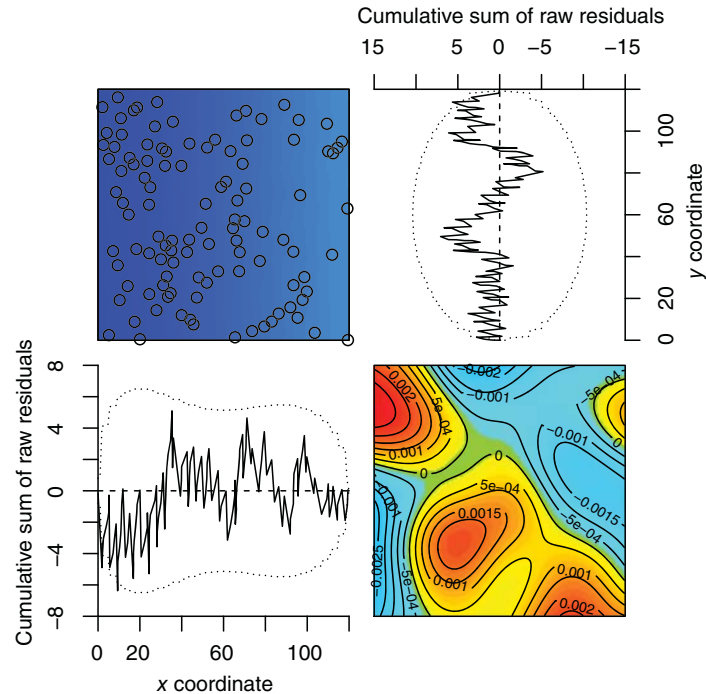 Cumulative sum of raw residuals
15 5 0 -5 -15
0 20 60 100
y coordinate
8
4
0
−4
−8
Cumulative sum of raw residuals
0 20 60 100
x coordinate
-0.002
0.002
-0.001
5e-04
-0.001
0
0.001
0
0
-0.001
5e-04
0.0015
-0.0015
-5e-04
-0.0025
-5e-04
0.001
0.001
0.002